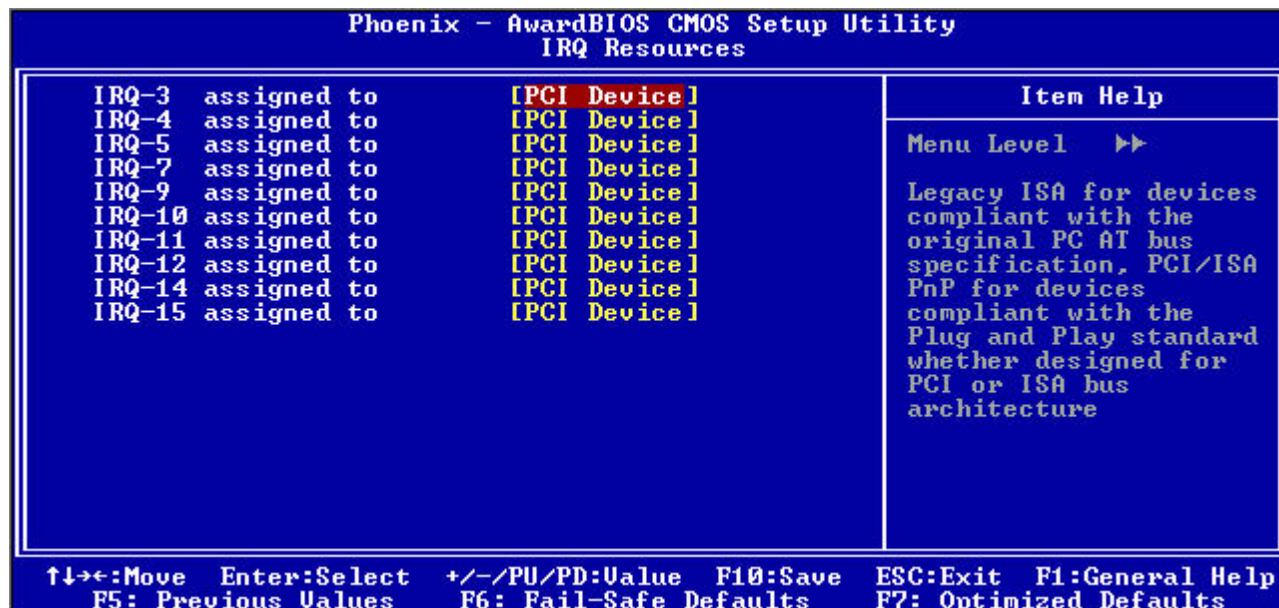 Phoenix - AwardBIOS CMOS Setup Utility
IRQ Resources
IRQ-3 assigned to [PCI Device]
IRQ-4 assigned to [PCI Device]
IRQ-5 assigned to [PCI Device]
IRQ-7 assigned to [PCI Device]
IRQ-9 assigned to [PCI Device]
IRQ-10 assigned to [PCI Device]
IRQ-11 assigned to [PCI Device]
IRQ-12 assigned to [PCI Device]
IRQ-14 assigned to [PCI Device]
IRQ-15 assigned to [PCI Device]
Item Help
Menu Level ▶▶
Legacy ISA for devices
compliant with the
original PC AT bus
specification, PCI/ISA
PnP for devices
compliant with the
Plug and Play standard
whether designed for
PCI or ISA bus
architecture
↑↓→←:Move Enter:Select +/-/PU/PD:Value F10:Save ESC:Exit F1:General Help
F5: Previous Values F6: Fail-Safe Defaults F7: Optimized Defaults